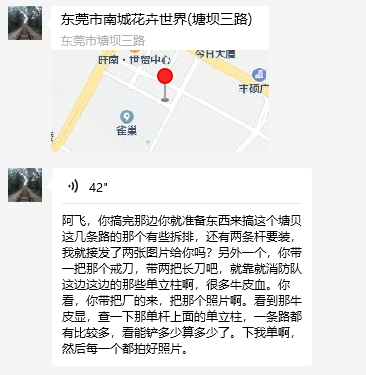 东莞市南城花卉世界(塘坝三路)
东莞市塘坝三路
旺南·世贸中心
今日大厦
丰硕广
雀巢
42"
阿飞，你搞完那边你就准备东西来搞这个塘贝
这几条路的那个有些拆排，还有两条杆要装，
我就接发了两张图片给你吗？另外一个，你带
一把那个戒刀，带两把长刀吧，就靠就消防队
这边这边的那些单立柱啊，很多牛皮血。你
看，你带把厂的来，把那个照片啊。看到那牛
皮显，查一下那单杆上面的单立柱，一条路都
有比较多，看能铲多少算多少了。下我单啊，
然后每一个都拍好照片。